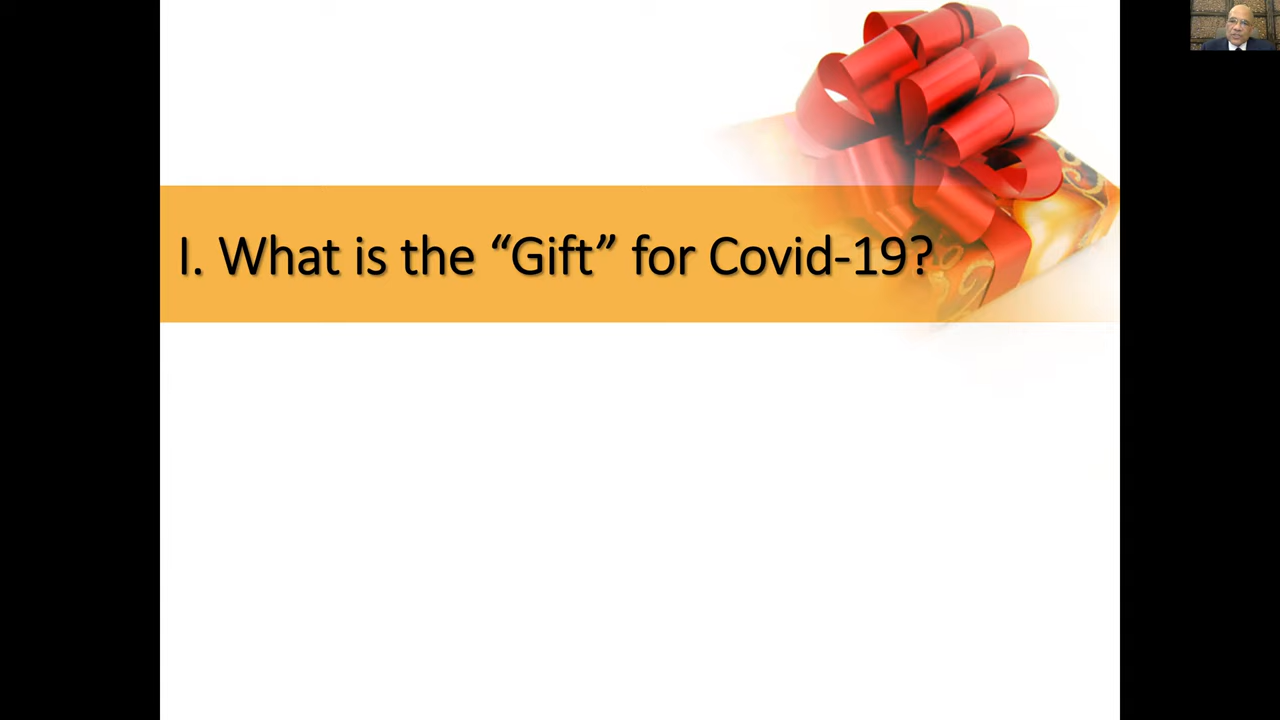 I. What is the “Gift” for Covid-19?